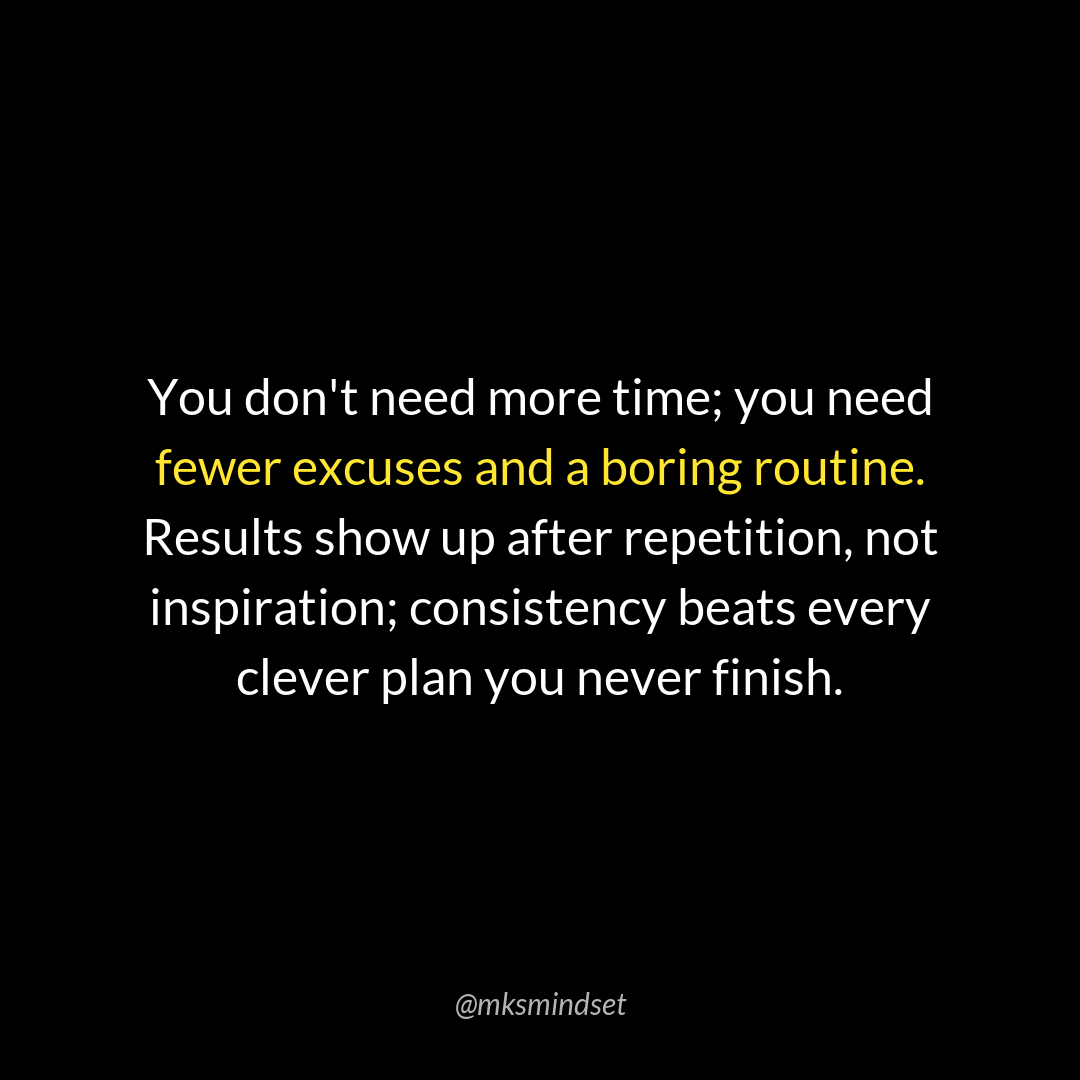 You don't need more time; you need
fewer excuses and a boring routine.
Results show up after repetition, not
inspiration; consistency beats every
clever plan you never finish.
@mksmindset